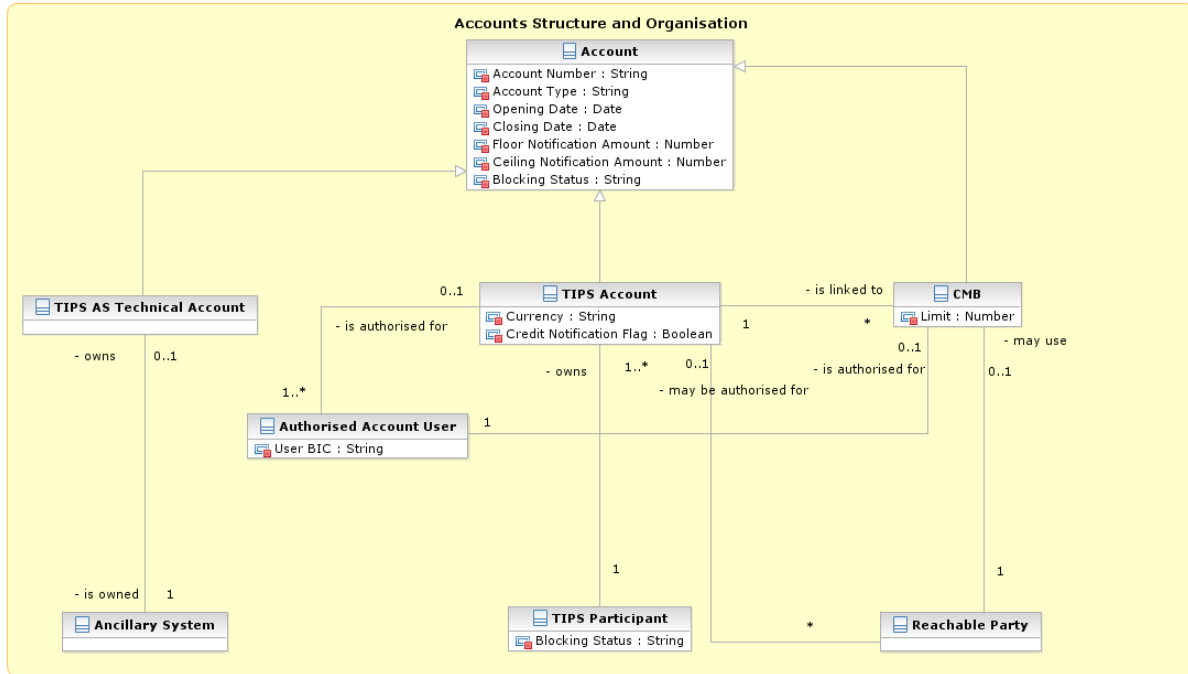 Accounts Structure and Organisation
Account
Account Number : String
Account Type : String
Opening Date : Date
Closing Date : Date
Floor Notification Amount : Number
Ceiling Notification Amount : Number
Blocking Status : String
TIPS AS Technical Account
0..1
TIPS Account
Currency : String
Credit Notification Flag : Boolean
- is linked to
1
*
CMB
Limit : Number
- is authorised for
- owns
0..1
- owns
1..*
0..1
- may be authorised for
0..1
- is authorised for
- may use
0..1
1..*
Authorised Account User
User BIC : String
1
- is owned
1
1
1
Ancillary System
TIPS Participant
Blocking Status : String
*
Reachable Party